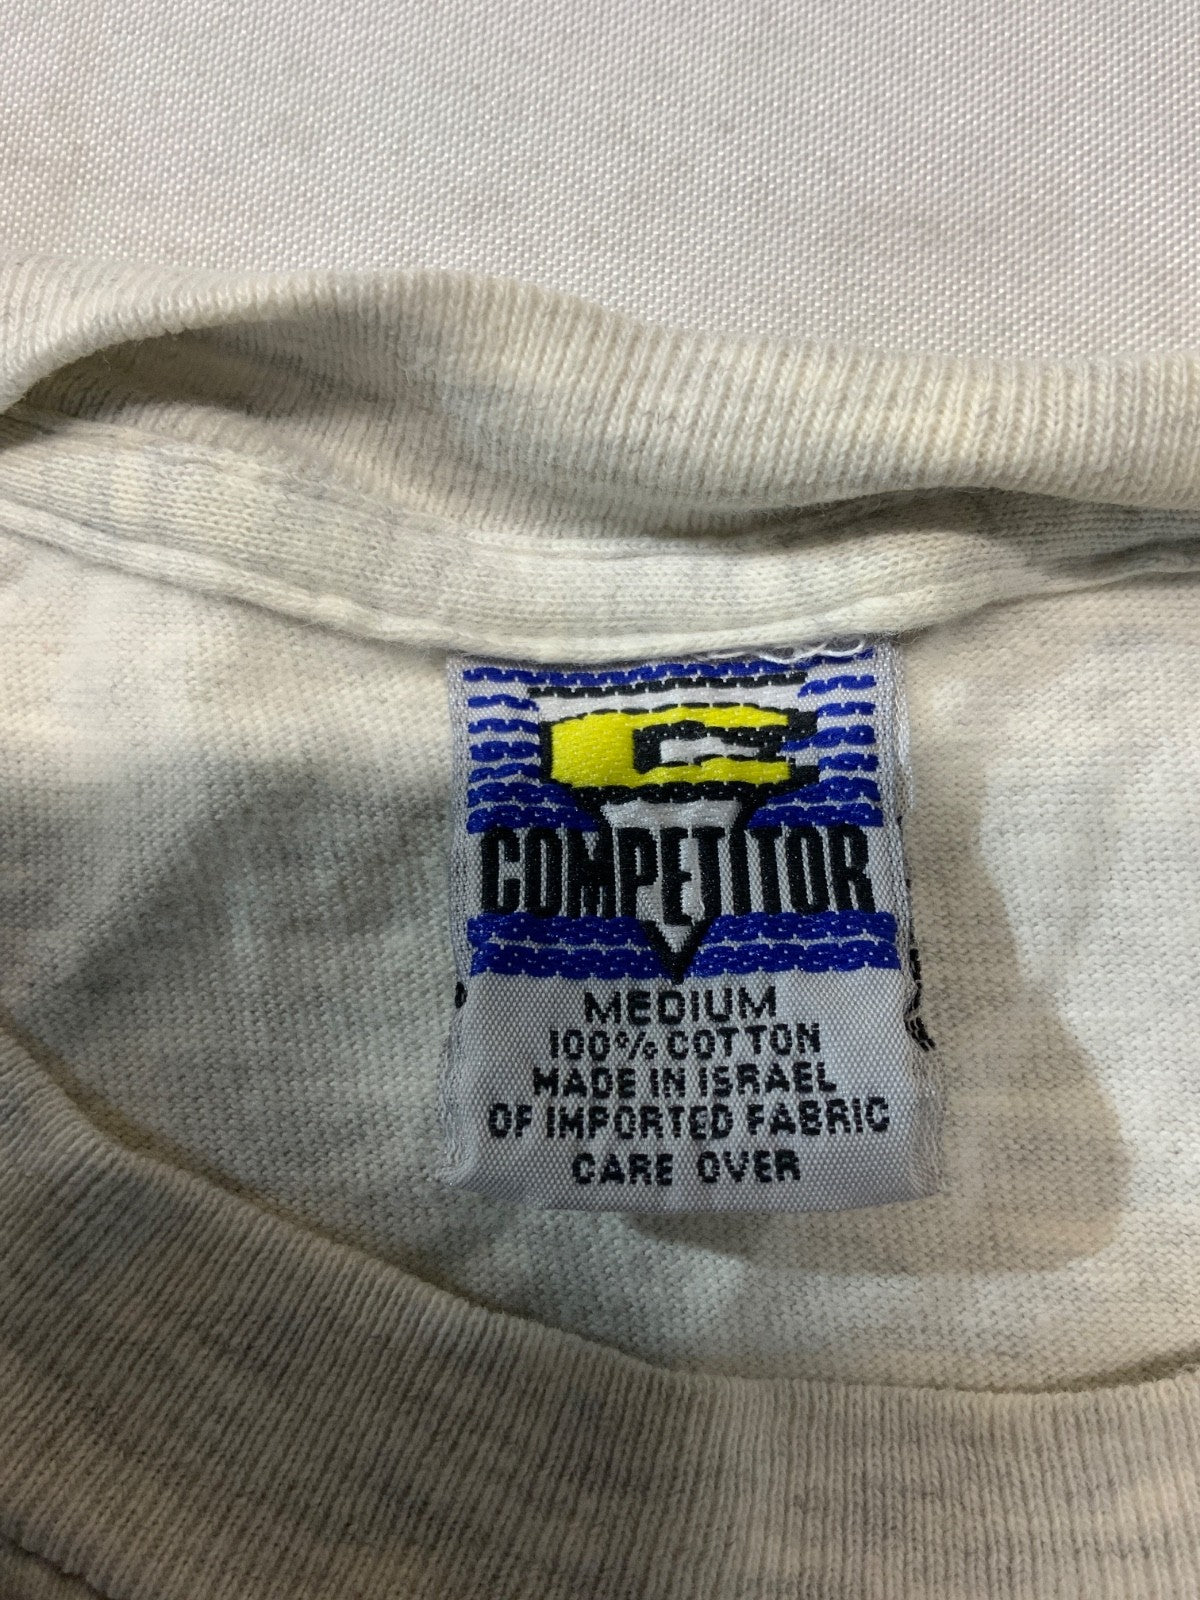 C
COMPETITOR
MEDIUM
100% COTTON
MADE IN ISRAEL
OF IMPORTED FABRIC
CARE OVER